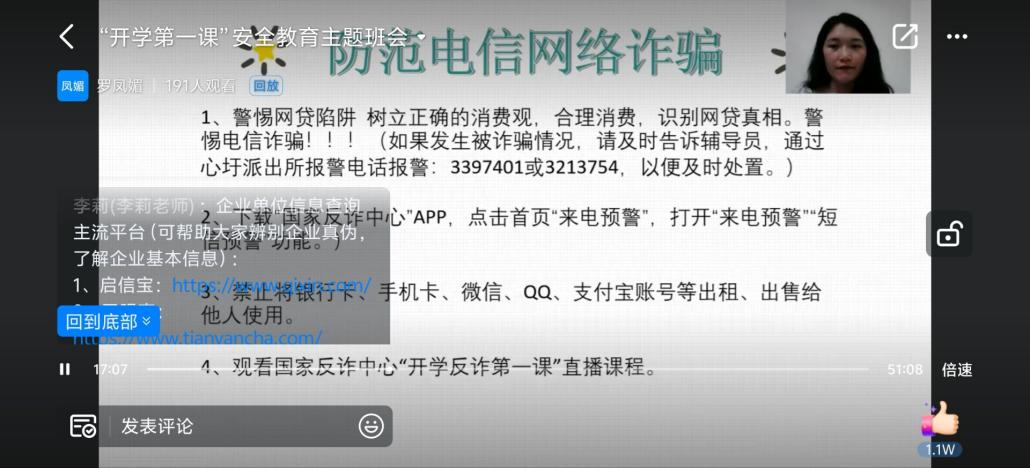 “开学第一课”安全教育主题班会
防范电信网络诈骗
凤媚
罗凤媚 | 191人观看 回放
1、警惕网贷陷阱 树立正确的消费观，合理消费，识别网贷真相。警
惕电信诈骗！！！（如果发生被诈骗情况，请及时告诉辅导员，通过
心圩派出所报警电话报警：3397401或3213754，以便及时处置。）
2、下载“国家反诈中心”APP，点击首页“来电预警”，打开“来电预警”“短
信预警”功能。）
3、禁止将银行卡、手机卡、微信、QQ、支付宝账号等出租、出售给
他人使用。
4、观看国家反诈中心“开学反诈第一课”直播课程。
李莉(李莉老师)：企业单位信息查询
主流平台（可帮助大家辨别企业真伪，
了解企业基本信息）：
1、启信宝：https://www.qixin.com/
https://www.tianyancha.com/
回到底部
17:07
51:08
倍速
发表评论
1.1W